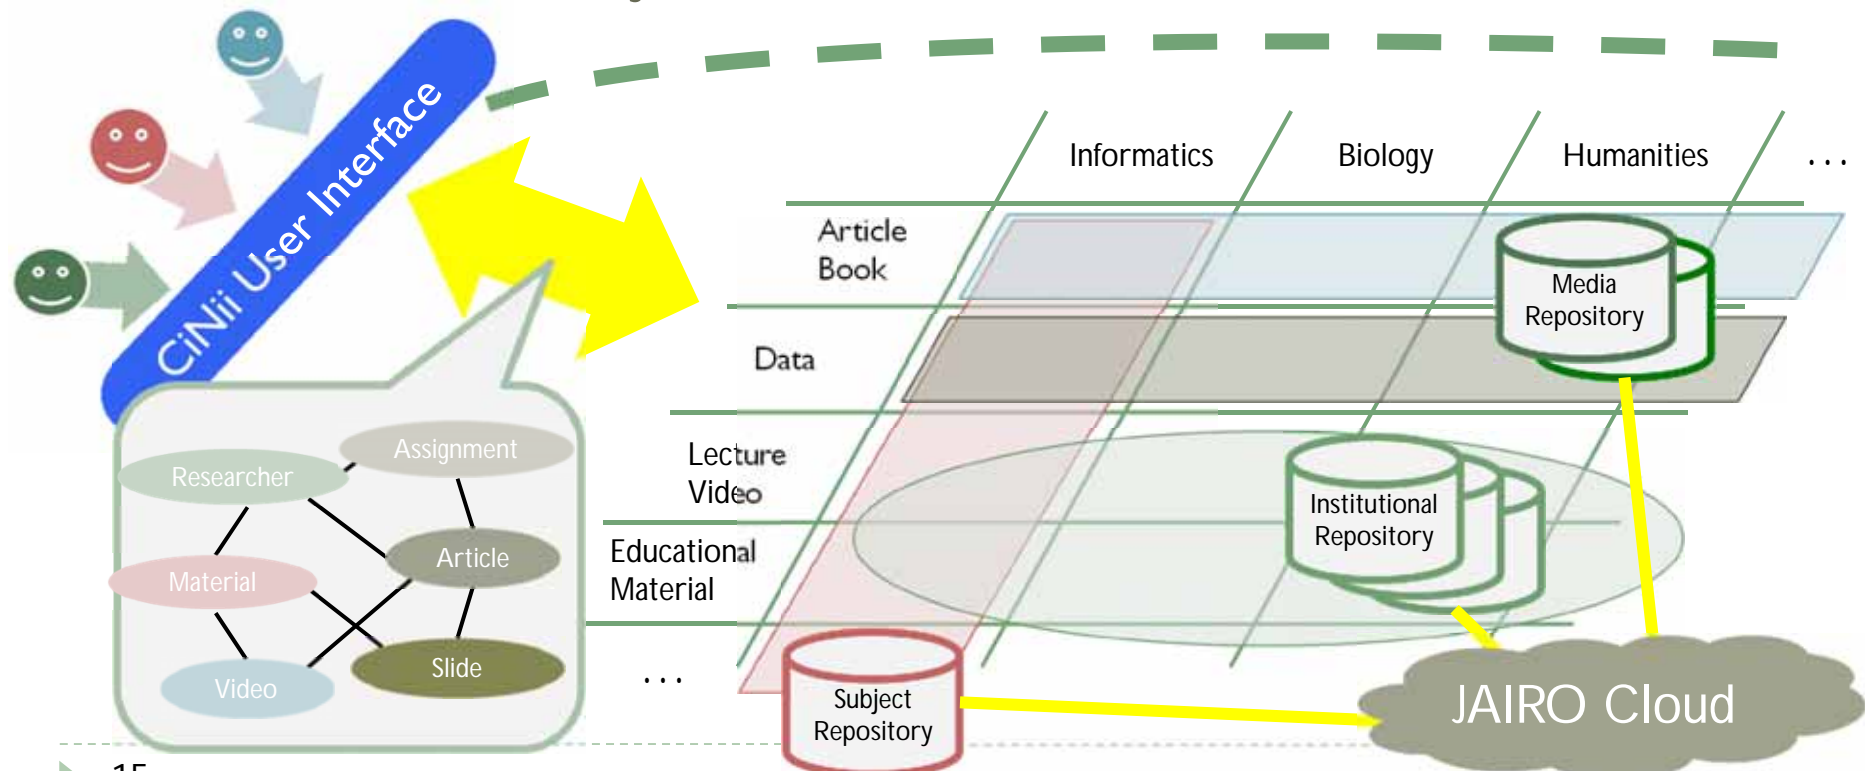 CiNii User Interface
Informatics
Biology
Humanities
...
Article
Book
Media
Repository
Data
Lecture
Video
Institutional
Repository
Educational
Material
Assignment
Researcher
Article
Material
Slide
Video
...
Subject
Repository
JAIRO Cloud
15